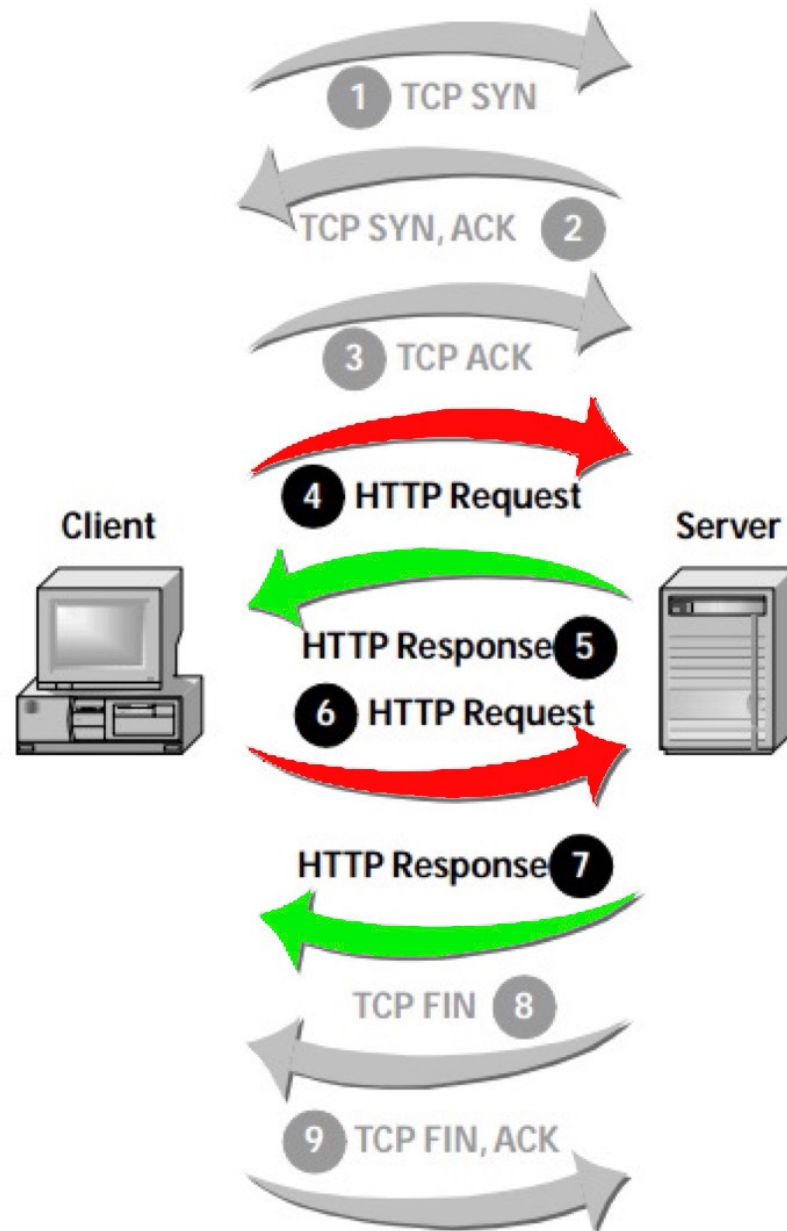 1 TCP SYN
TCP SYN, ACK 2
3 TCP ACK
4 HTTP Request
Client
Server
HTTP Response 5
6 HTTP Request
HTTP Response 7
TCP FIN 8
9 TCP FIN, ACK